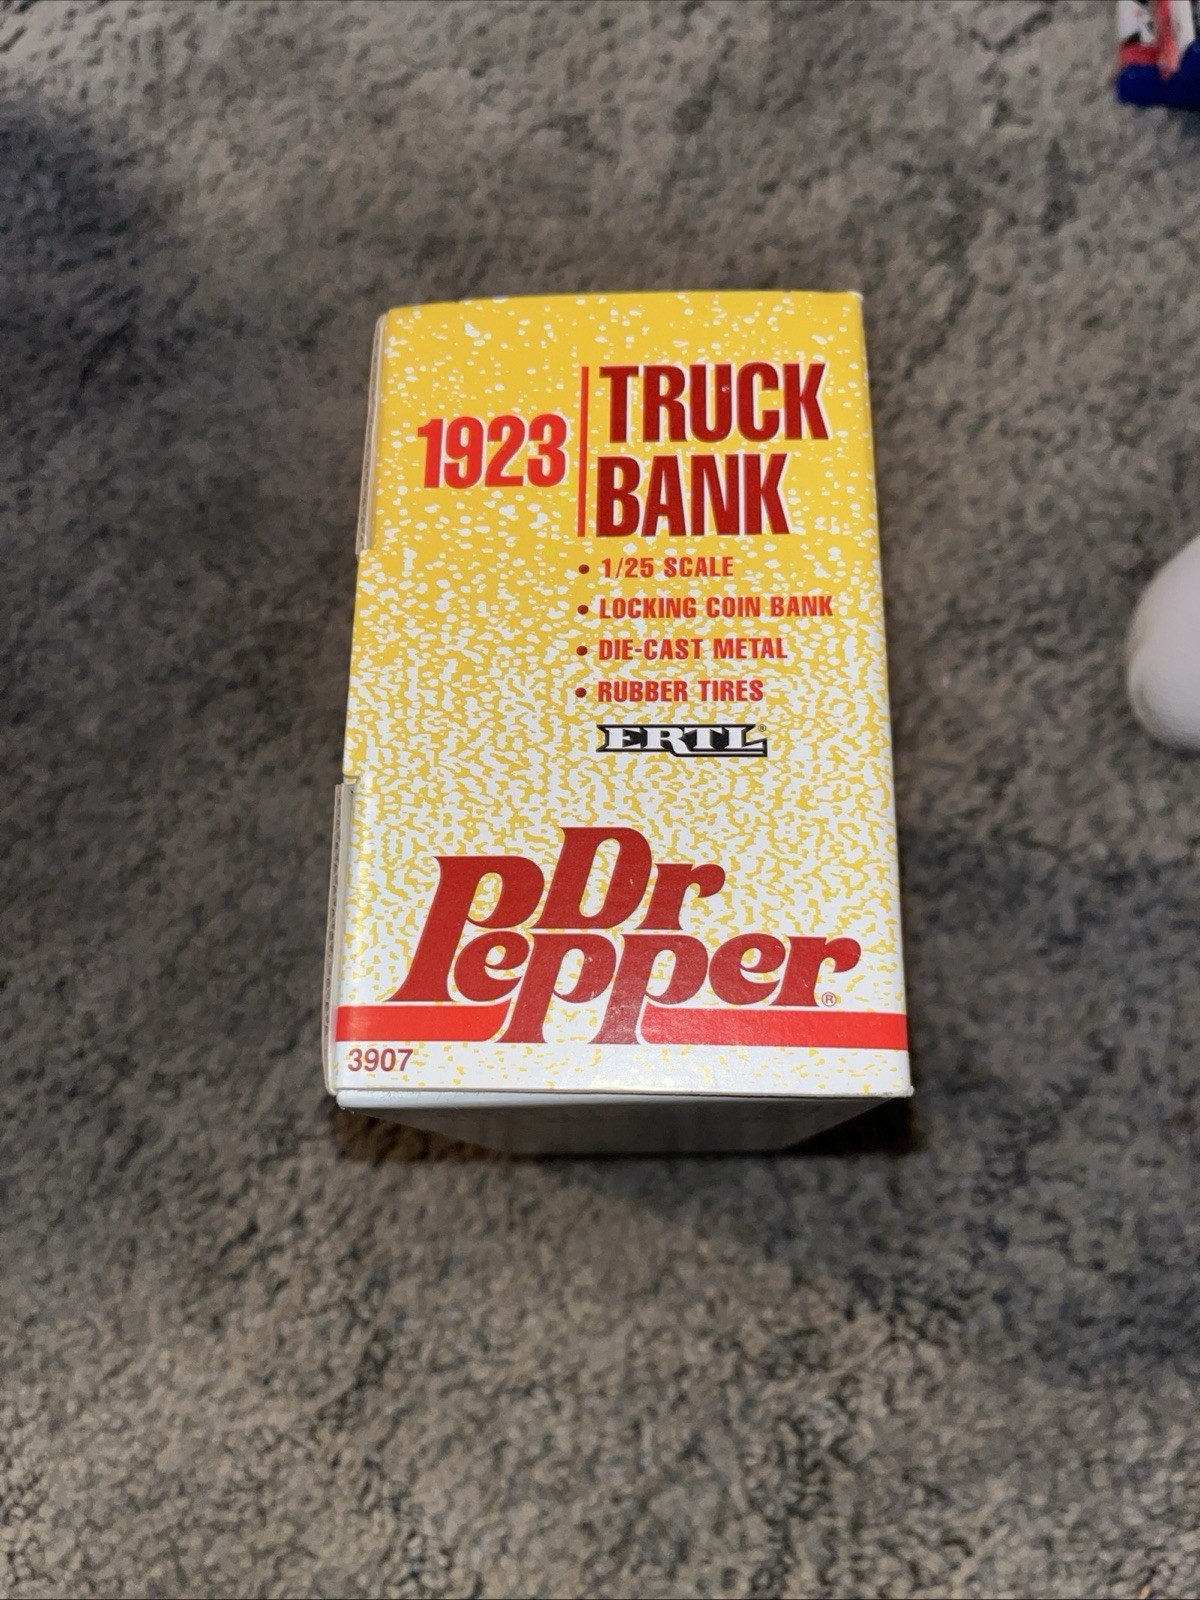 1923
TRUCK
BANK
• 1/25 SCALE
• LOCKING COIN BANK
• DIE-CAST METAL
• RUBBER TIRES
ERTL®
Dr
Pepper®
3907